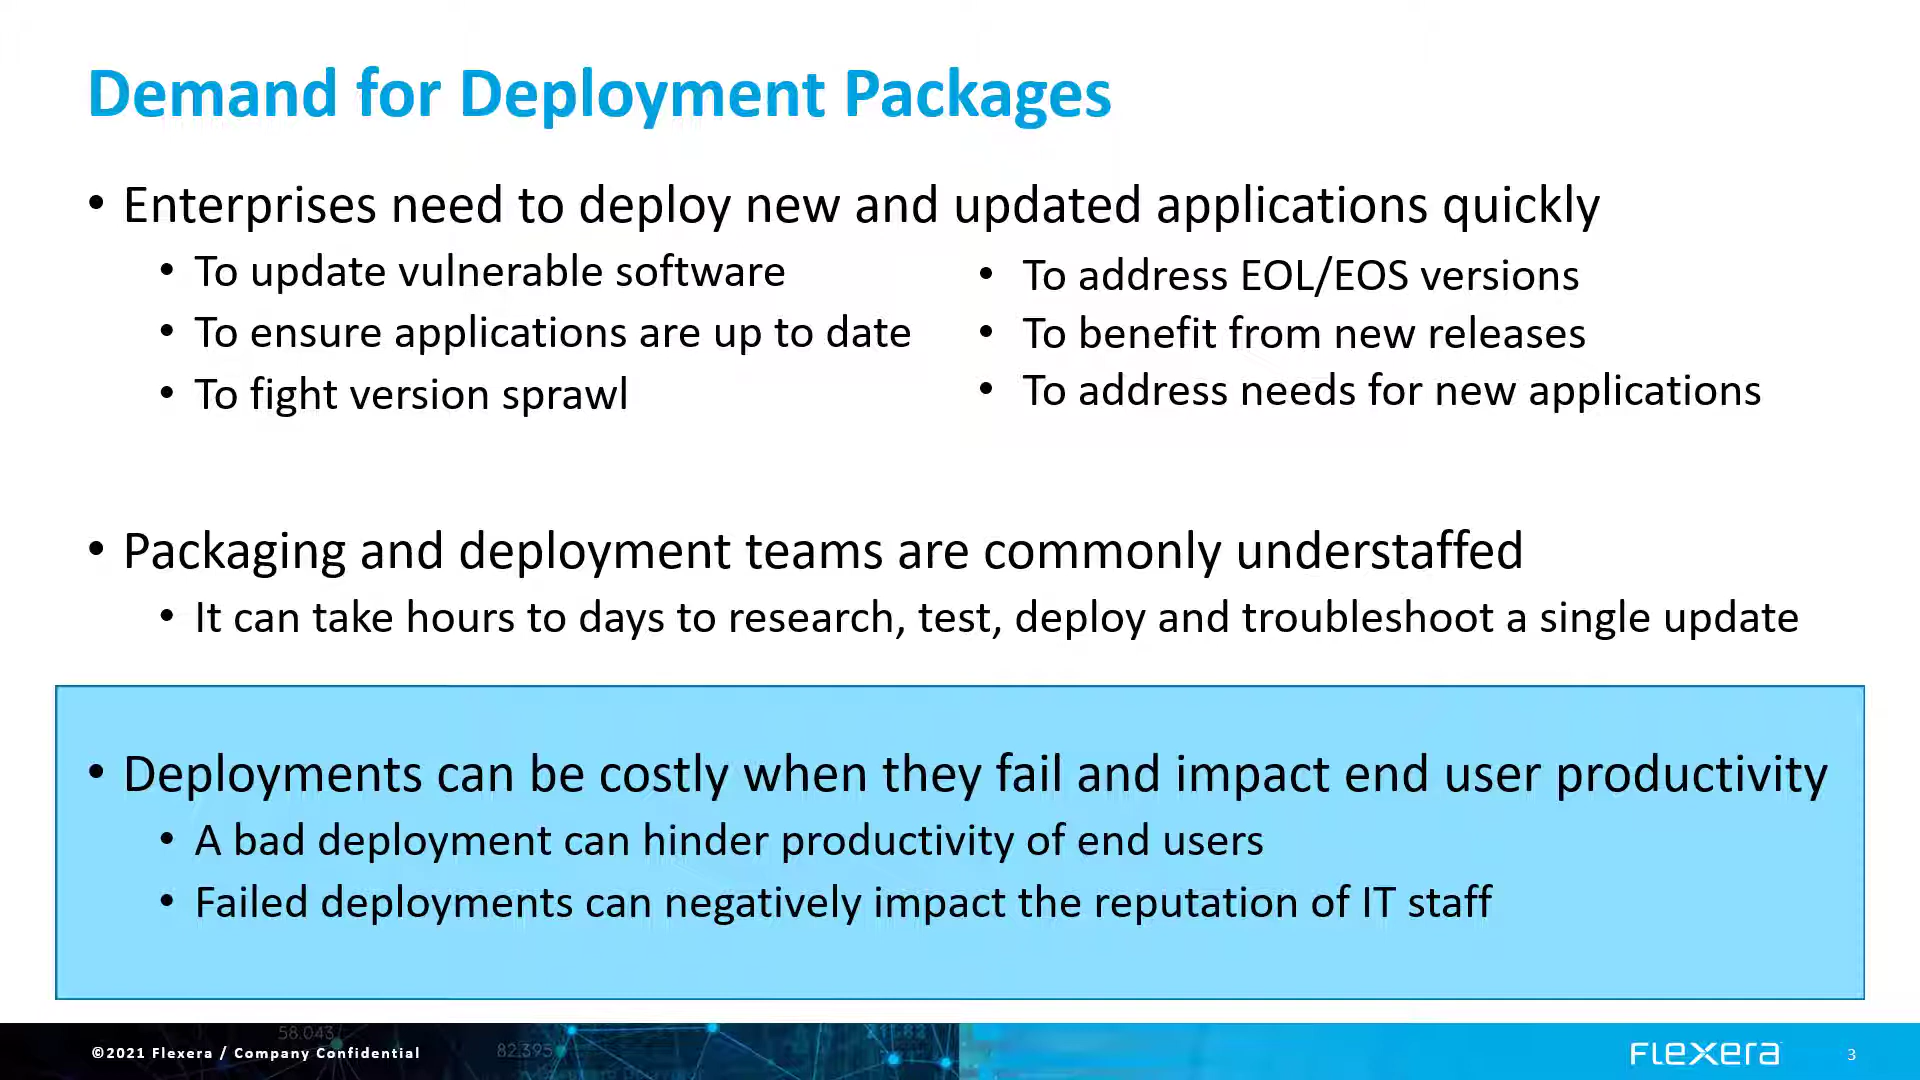 Demand for Deployment Packages
• Enterprises need to deploy new and updated applications quickly
• To update vulnerable software
• To ensure applications are up to date
• To fight version sprawl
• To address EOL/EOS versions
• To benefit from new releases
• To address needs for new applications
• Packaging and deployment teams are commonly understaffed
• It can take hours to days to research, test, deploy and troubleshoot a single update
• Deployments can be costly when they fail and impact end user productivity
• A bad deployment can hinder productivity of end users
• Failed deployments can negatively impact the reputation of IT staff
58.043
82.395
©2021 Flexera / Company Confidential
FLEXERA
3